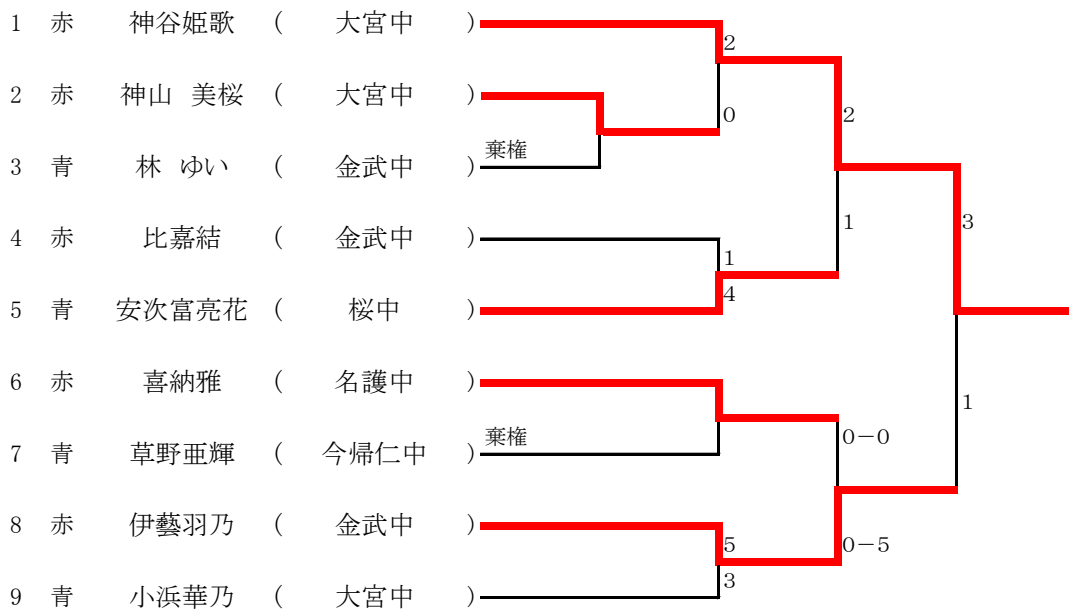 1 赤 神谷姫歌 ( 大宮中 )
2
2 赤 神山 美桜 ( 大宮中 )
0
2
棄権
3 青 林 ゆい ( 金武中 )
4 赤 比嘉結 ( 金武中 )
1
3
1
4
5 青 安次富亮花 ( 桜中 )
6 赤 喜納雅 ( 名護中 )
1
棄権
0-0
7 青 草野亜輝 ( 今帰仁中 )
8 赤 伊藝羽乃 ( 金武中 )
5
0-5
3
9 青 小浜華乃 ( 大宮中 )